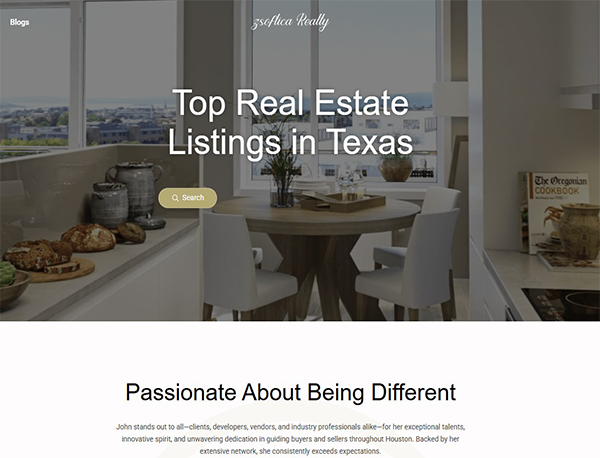 Blogs
zsoftca Realty
Top Real Estate
Listings in Texas
Search
The Oregonian
COOKBOOK
Passionate About Being Different
John stands out to all—clients, developers, vendors, and industry professionals alike—for her exceptional talents,
innovative spirit, and unwavering dedication in guiding buyers and sellers throughout Houston. Backed by her
extensive network, she consistently exceeds expectations.